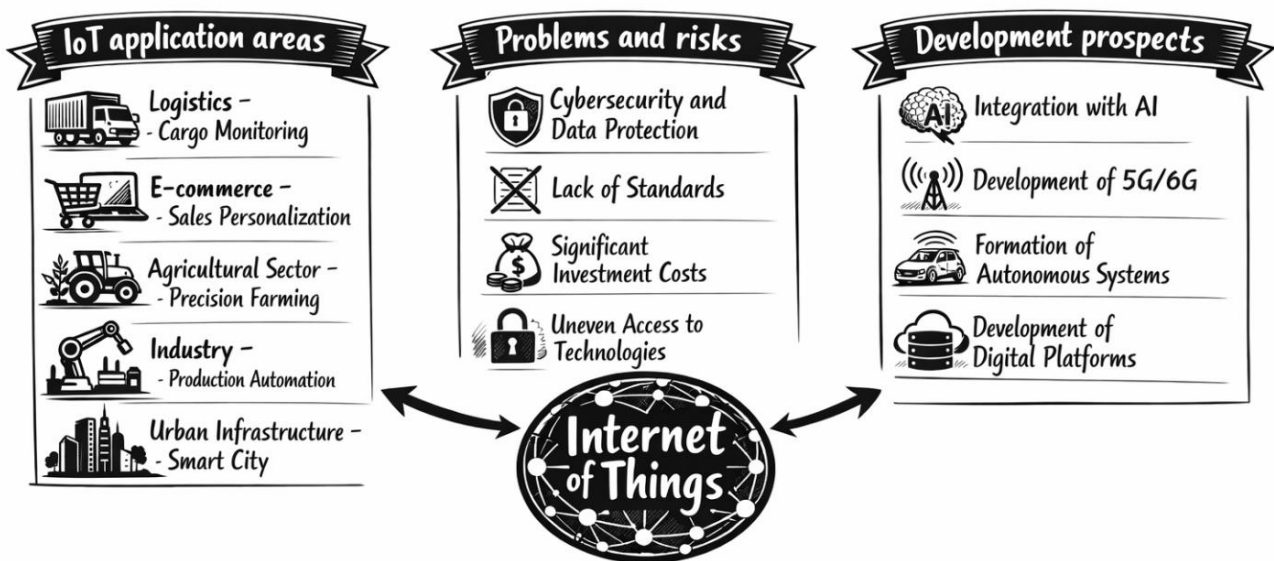 IoT application areas
Logistics –
- Cargo Monitoring
E-commerce –
- Sales Personalization
Agricultural Sector –
- Precision Farming
Industry –
- Production Automation
Urban Infrastructure –
- Smart City
Problems and risks
Cybersecurity and
Data Protection
Lack of Standards
$
Significant
Investment Costs
Uneven Access to
Technologies
Development prospects
AI
Integration with AI
Development of 5G/6G
Formation of
Autonomous Systems
Development of
Digital Platforms
Internet
of Things